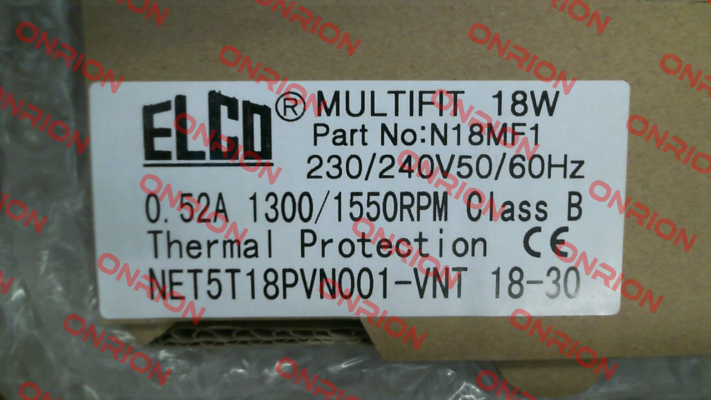 ELCO® MULTIFIT 18W
Part No:N18MF1
230/240V50/60Hz
0.52A 1300/1550RPM Class B
Thermal Protection CE
NET5T18PVN001-VNT 18-30
ONRION